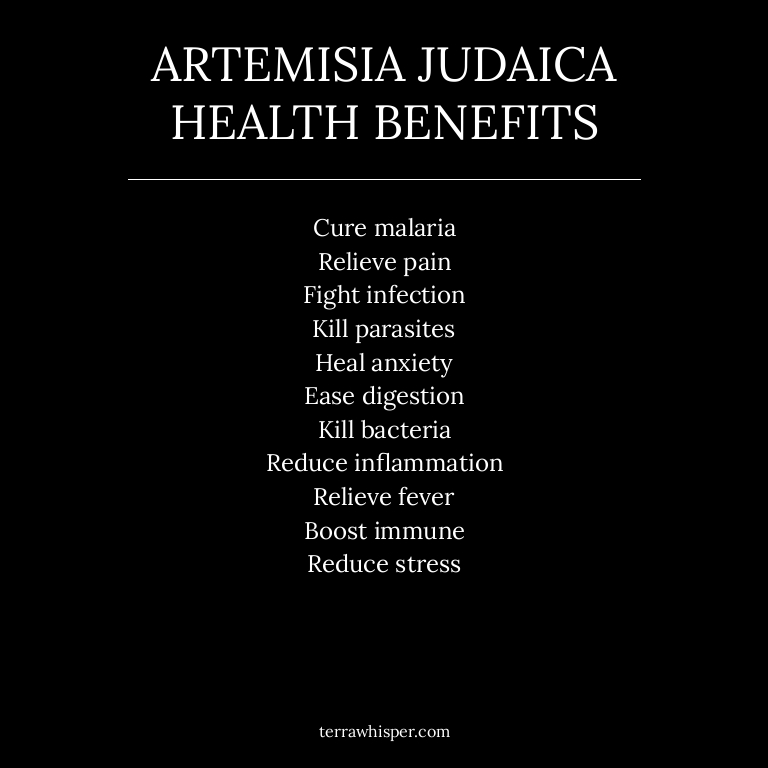 ARTEMISIA JUDAICA
HEALTH BENEFITS
Cure malaria
Relieve pain
Fight infection
Kill parasites
Heal anxiety
Ease digestion
Kill bacteria
Reduce inflammation
Relieve fever
Boost immune
Reduce stress
terrawhisper.com